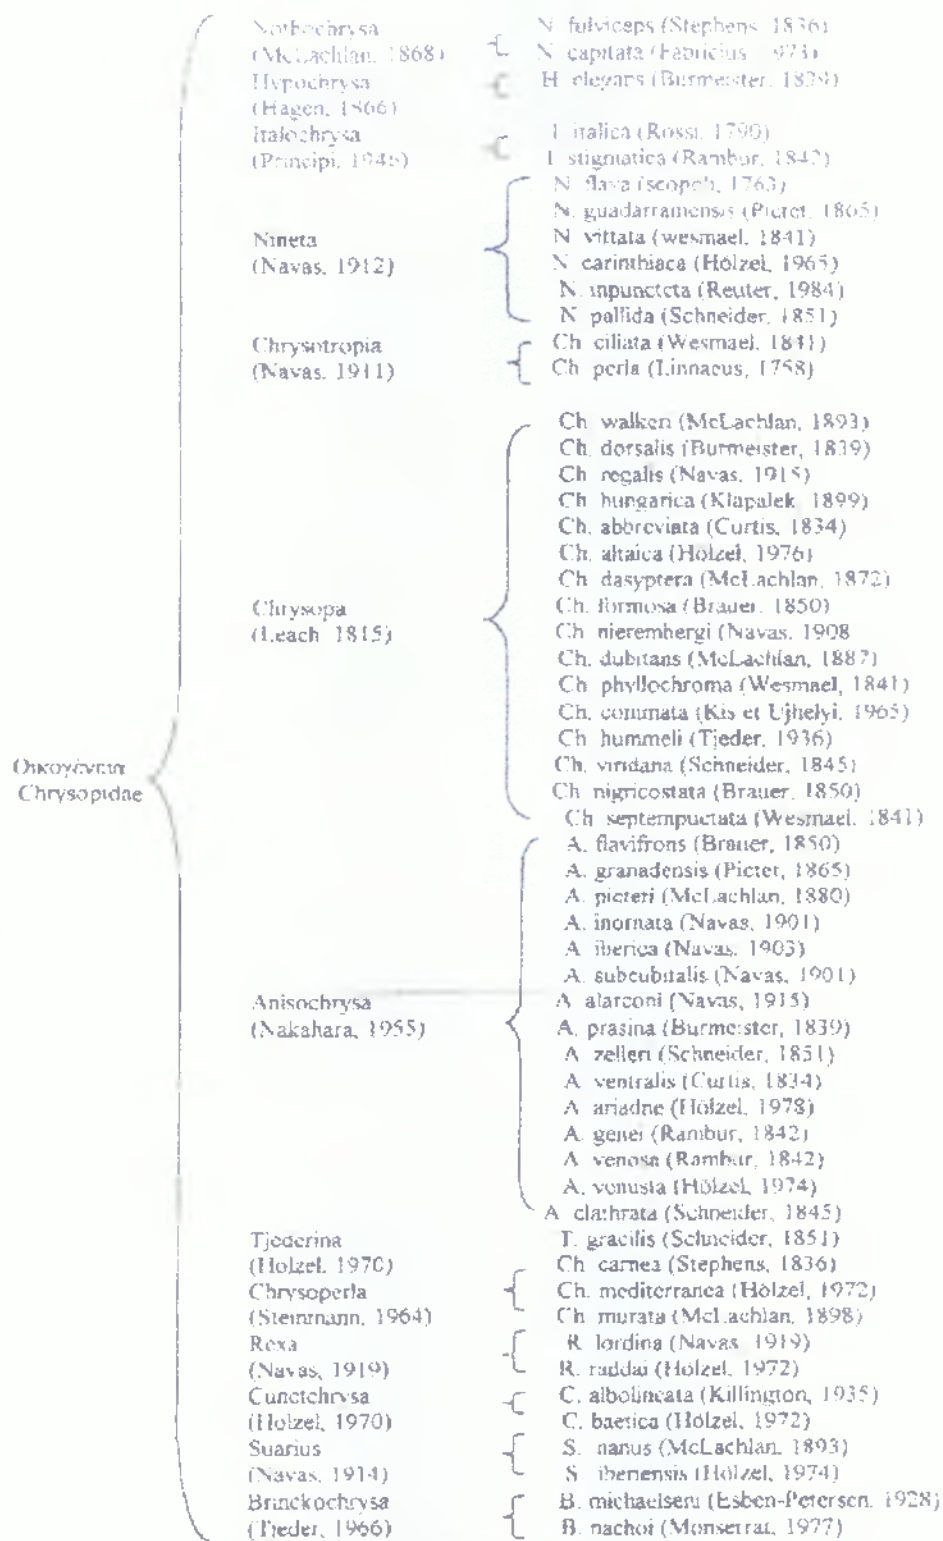 Nothochrysa
(McLachlan, 1868)
N. fulviceps (Stephens, 1836)
N. capitata (Fabricius
Hypochrysa
(Hagen, 1866)
H. elegans (Burmeister, 1839)
Italochrysa
(Principi, 1946)
I. italica (Rossi, 1790)
I. stigmatica (Rambur, 1842)
Nineta
(Navas, 1912)
N. flava (scopoli, 1763)
N. guadarramensis (Pictet, 1865)
N. vittata (wesmael, 1841)
N. carinthiaca (Hölzel, 1965)
N. inpunctcta (Reuter, 1984)
N. pallida (Schneider, 1851)
Chrysotropia
(Navas, 1911)
Ch. ciliata (Wesmael, 1841)
Ch. perla (Linnaeus, 1758)
Chrysopa
(Leach 1815)
Ch. walkeri (McLachlan, 1893)
Ch. dorsalis (Burmeister, 1839)
Ch. regalis (Navas, 1915)
Ch. hungarica (Klapalek, 1899)
Ch. abbreviata (Curtis, 1834)
Ch. altaica (Hölzel, 1976)
Ch. dasyptera (McLachlan, 1872)
Ch. formosa (Brauer, 1850)
Ch. nierembergi (Navas, 1908
Ch. dubitans (McLachlan, 1887)
Ch. phyllochroma (Wesmael, 1841)
Ch. commata (Kis et Ujhelyi, 1965)
Ch. hummeli (Tjeder, 1936)
Ch. viridana (Schneider, 1845)
Ch. nigricostata (Brauer, 1850)
Ch. septempuctata (Wesmael, 1841)
Οικογένεια
Chrysopidae
Anisochrysa
(Nakahara, 1955)
A. flavifrons (Brauer, 1850)
A. granadensis (Pictet, 1865)
A. picteri (McLachlan, 1880)
A. inornata (Navas, 1901)
A. iberica (Navas, 1903)
A. subcubitalis (Navas, 1901)
A. alarconi (Navas, 1915)
A. prasina (Burmeister, 1839)
A. zelleri (Schneider, 1851)
A. ventralis (Curtis, 1834)
A. ariadne (Hölzel, 1978)
A. genei (Rambur, 1842)
A. venosa (Rambur, 1842)
A. venusta (Hölzel, 1974)
A. clathrata (Schneider, 1845)
Tjederina
(Holzel, 1970)
T. gracilis (Schneider, 1851)
Chrysoperla
(Steinmann, 1964)
Ch. carnea (Stephens, 1836)
Ch. mediterranea (Hölzel, 1972)
Ch. murata (McLachlan, 1898)
Rexa
(Navas, 1919)
R. lordina (Navas, 1919)
R. raddai (Hölzel, 1972)
Cunctchrysa
(Holzel, 1970)
C. albolineata (Killington, 1935)
C. baetica (Hölzel, 1972)
Suarius
(Navas, 1914)
S. nanus (McLachlan, 1893)
S. iberiensis (Hölzel, 1974)
Brinckochrysa
(Tjeder, 1966)
B. michaelseni (Esben-Petersen, 1928)
B. nachoi (Monserrat, 1977)